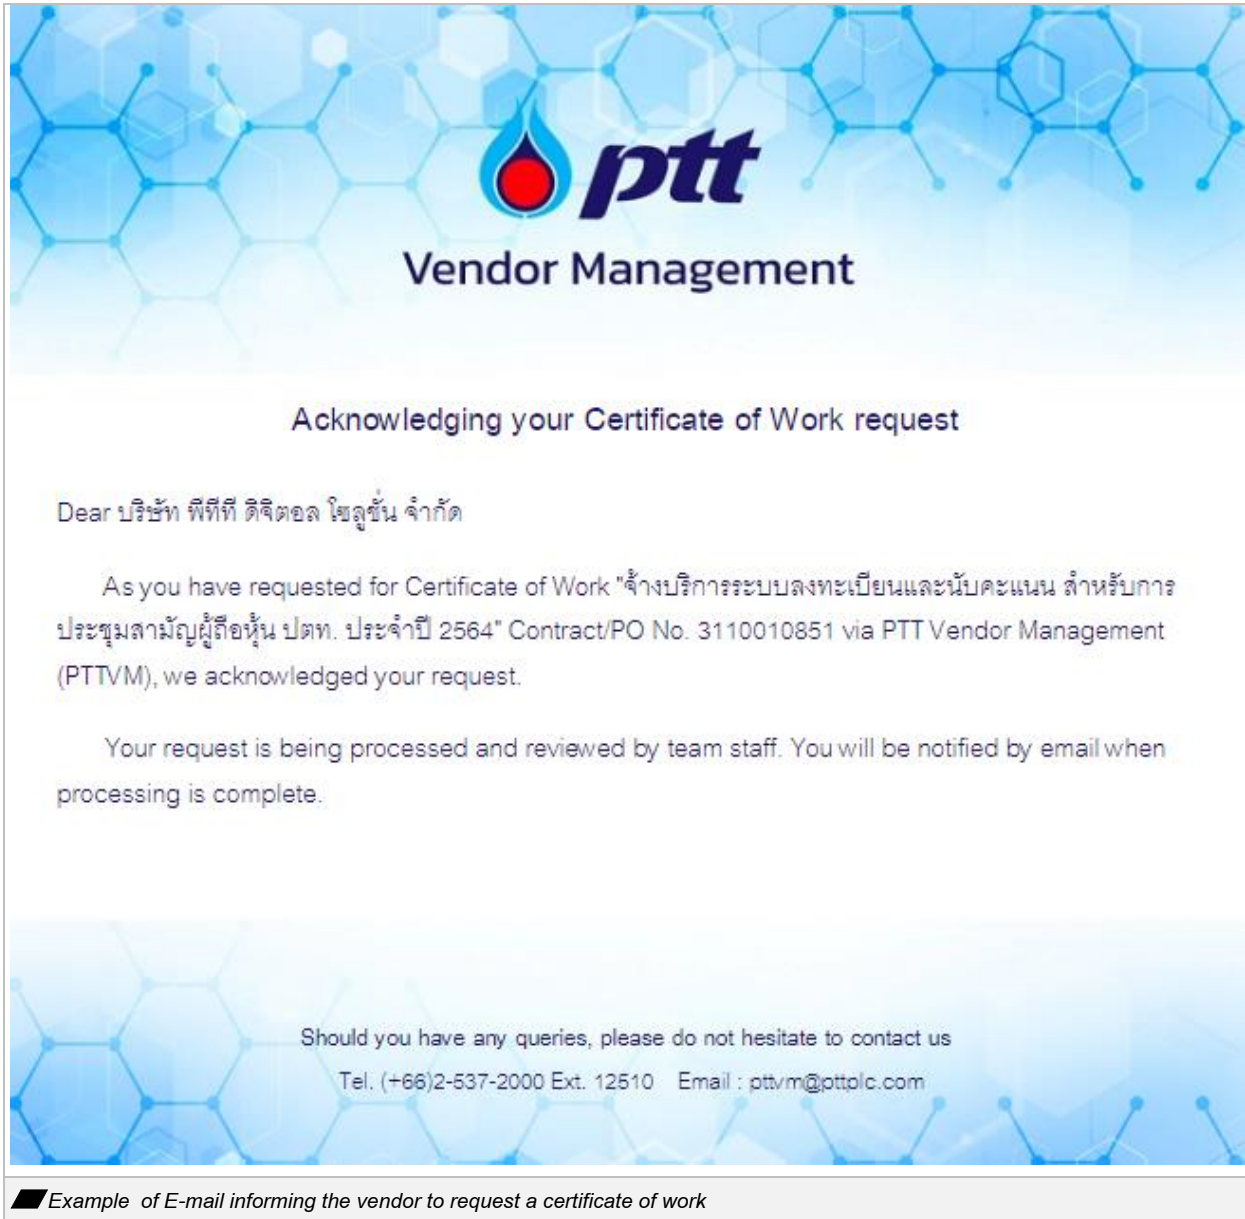 ptt
Vendor Management
Acknowledging your Certificate of Work request
Dear บริษัท พีทีที ดิจิตอล โซลูชั่น จำกัด
As you have requested for Certificate of Work "จ้างบริการระบบลงทะเบียนและนับคะแนน สำหรับการ
ประชุมสามัญผู้ถือหุ้น ปตท. ประจำปี 2564" Contract/PO No. 3110010851 via PTT Vendor Management
(PTTVM), we acknowledged your request.
Your request is being processed and reviewed by team staff. You will be notified by email when
processing is complete.
Should you have any queries, please do not hesitate to contact us
Tel. (+66)2-537-2000 Ext. 12510 Email : pttvm@pttplc.com
Example of E-mail informing the vendor to request a certificate of work